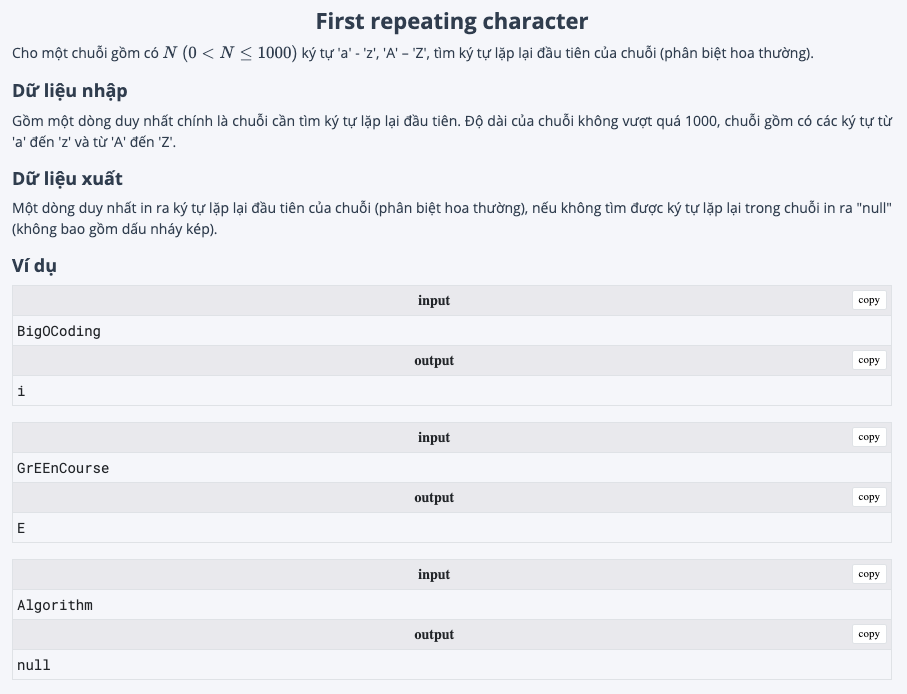 First repeating character
Cho một chuỗi gồm có N (0 < N ≤ 1000) ký tự 'a' - 'z', 'A' – 'Z', tìm ký tự lặp lại đầu tiên của chuỗi (phân biệt hoa thường).
Dữ liệu nhập
Gồm một dòng duy nhất chính là chuỗi cần tìm ký tự lặp lại đầu tiên. Độ dài của chuỗi không vượt quá 1000, chuỗi gồm có các ký tự từ
'a' đến 'z' và từ 'A' đến 'Z'.
Dữ liệu xuất
Một dòng duy nhất in ra ký tự lặp lại đầu tiên của chuỗi (phân biệt hoa thường), nếu không tìm được ký tự lặp lại trong chuỗi in ra "null"
(không bao gồm dấu nháy kép).
Ví dụ
input copy
BigOCoding
output copy
i
input copy
GrEEnCourse
output copy
E
input copy
Algorithm
output copy
null